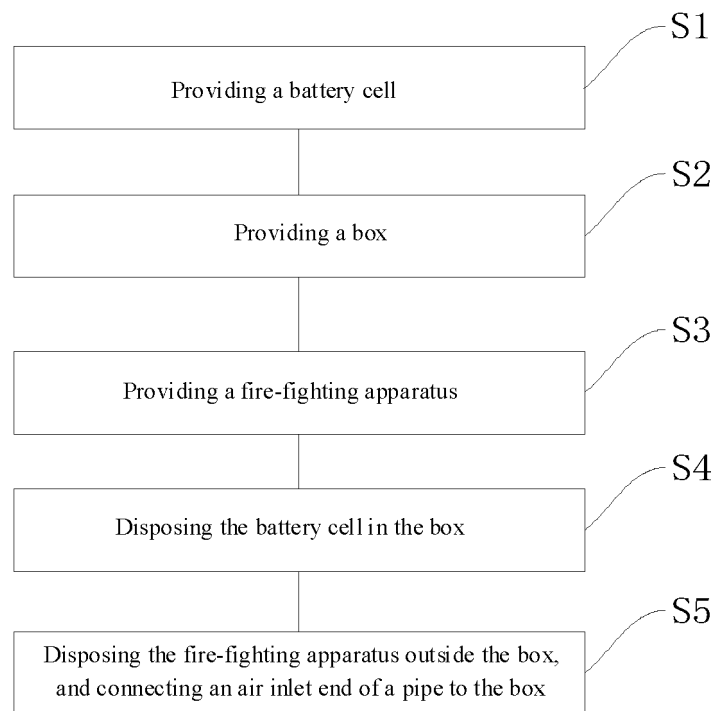 S1
Providing a battery cell
S2
Providing a box
S3
Providing a fire-fighting apparatus
S4
Disposing the battery cell in the box
S5
Disposing the fire-fighting apparatus outside the box,
and connecting an air inlet end of a pipe to the box